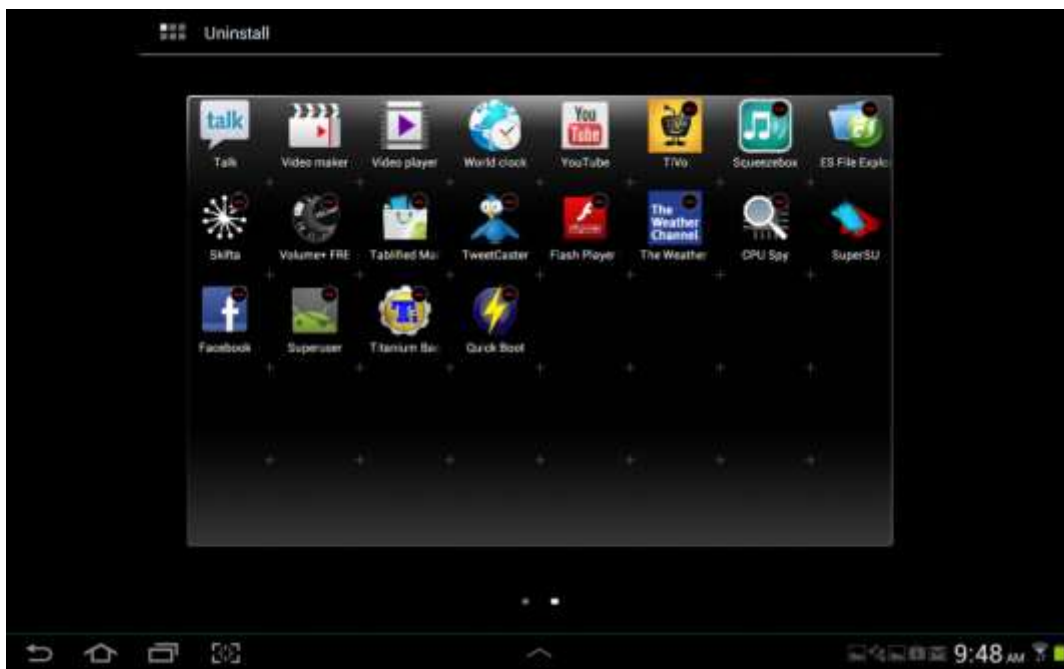 Uninstall
talk
You
Tube
Talk
Video maker
Video player
World clock
YouTube
TiVo
Squeezebox
ES File Explo
The
Weather
Channel
Skifta
Volume+ FRE
Tablified Mar
TweetCaster
Flash Player
The Weather
CPU Spy
SuperSU
f
Facebook
Superuser
Titanium Bac
Quick Boot
9:48 AM